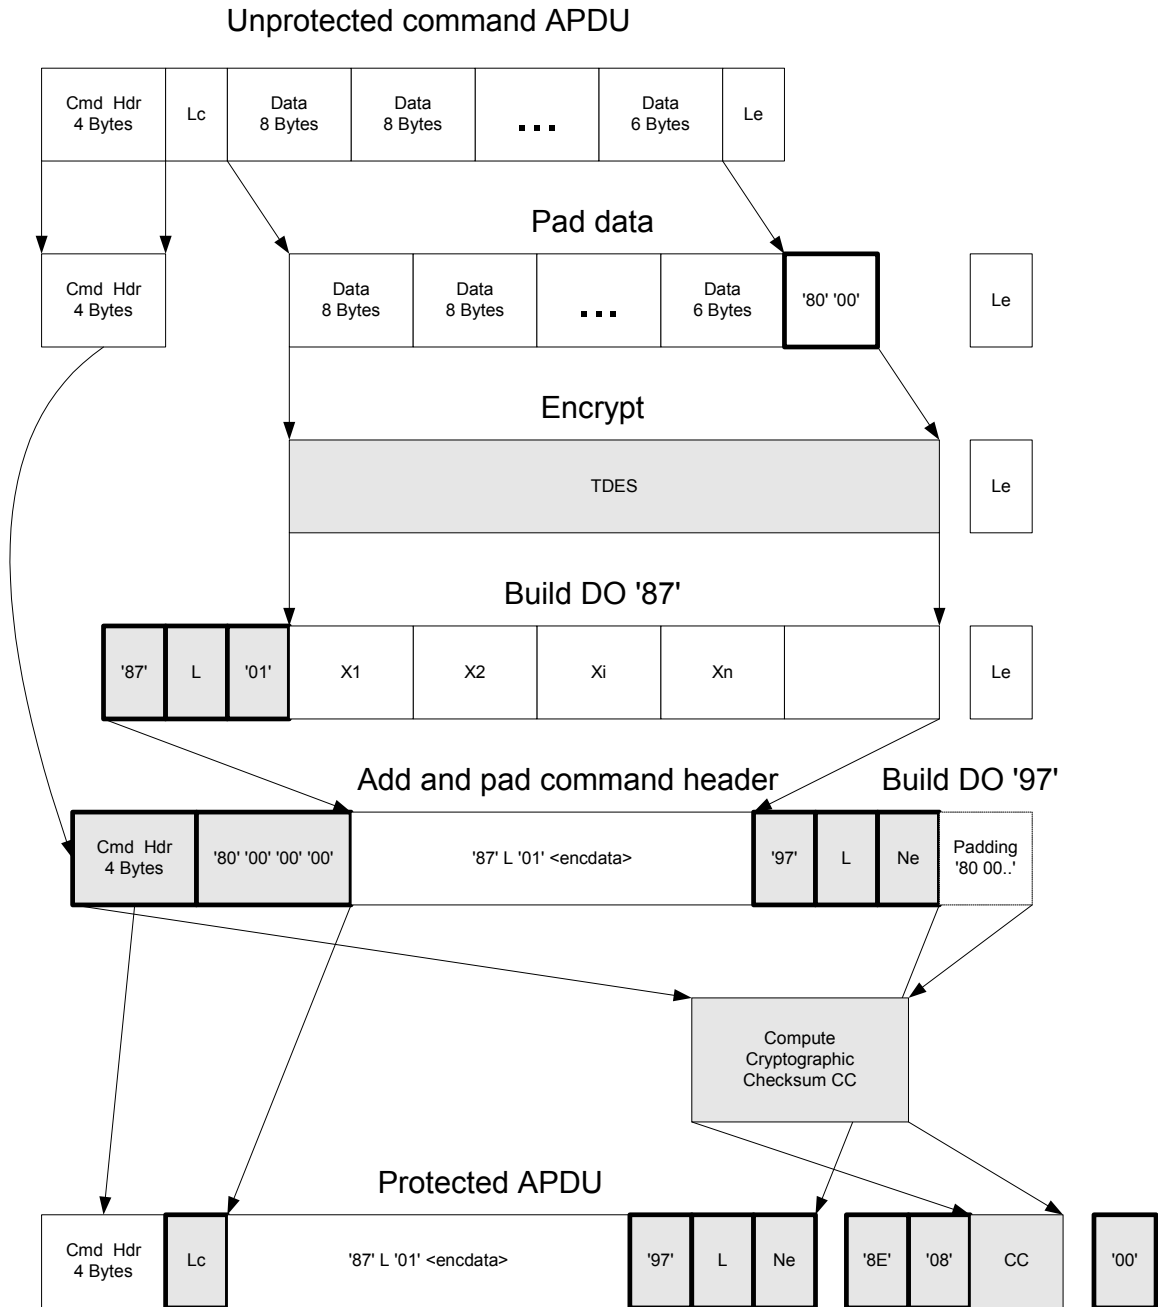 Unprotected command APDU
Cmd Hdr
4 Bytes
Lc
Data
8 Bytes
Data
8 Bytes
...
Data
6 Bytes
Le
Pad data
Cmd Hdr
4 Bytes
Data
8 Bytes
Data
8 Bytes
...
Data
6 Bytes
'80' '00'
Le
Encrypt
TDES
Le
Build DO '87'
'87'
L
'01'
X1
X2
Xi
Xn
Le
Add and pad command header
Build DO '97'
Cmd Hdr
4 Bytes
'80' '00' '00' '00'
'87' L '01' <encdata>
'97'
L
Ne
Padding
'80 00..'
Compute
Cryptographic
Checksum CC
Protected APDU
Cmd Hdr
4 Bytes
Lc
'87' L '01' <encdata>
'97'
L
Ne
'8E'
'08'
CC
'00'